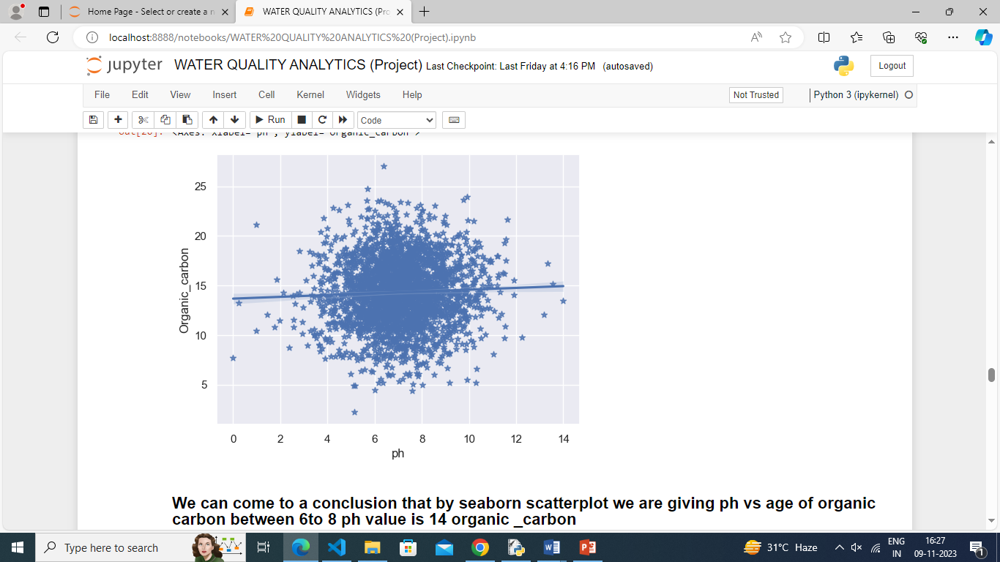 Home Page - Select or create a n
WATER QUALITY ANALYTICS (Pro
localhost:8888/notebooks/WATER%20QUALITY%20ANALYTICS%20(Project).ipynb
jupyter WATER QUALITY ANALYTICS (Project) Last Checkpoint: Last Friday at 4:16 PM (autosaved)
Logout
File Edit View Insert Cell Kernel Widgets Help
Not Trusted
Python 3 (ipykernel)
Run
Code
Out[20]: <Axes: xlabel='ph', ylabel='Organic_carbon'>
25
20
15
10
5
Organic_carbon
0 2 4 6 8 10 12 14
ph
We can come to a conclusion that by seaborn scatterplot we are giving ph vs age of organic
carbon between 6to 8 ph value is 14 organic _carbon
Type here to search
31°C Haze
ENG
IN
16:27
09-11-2023
1